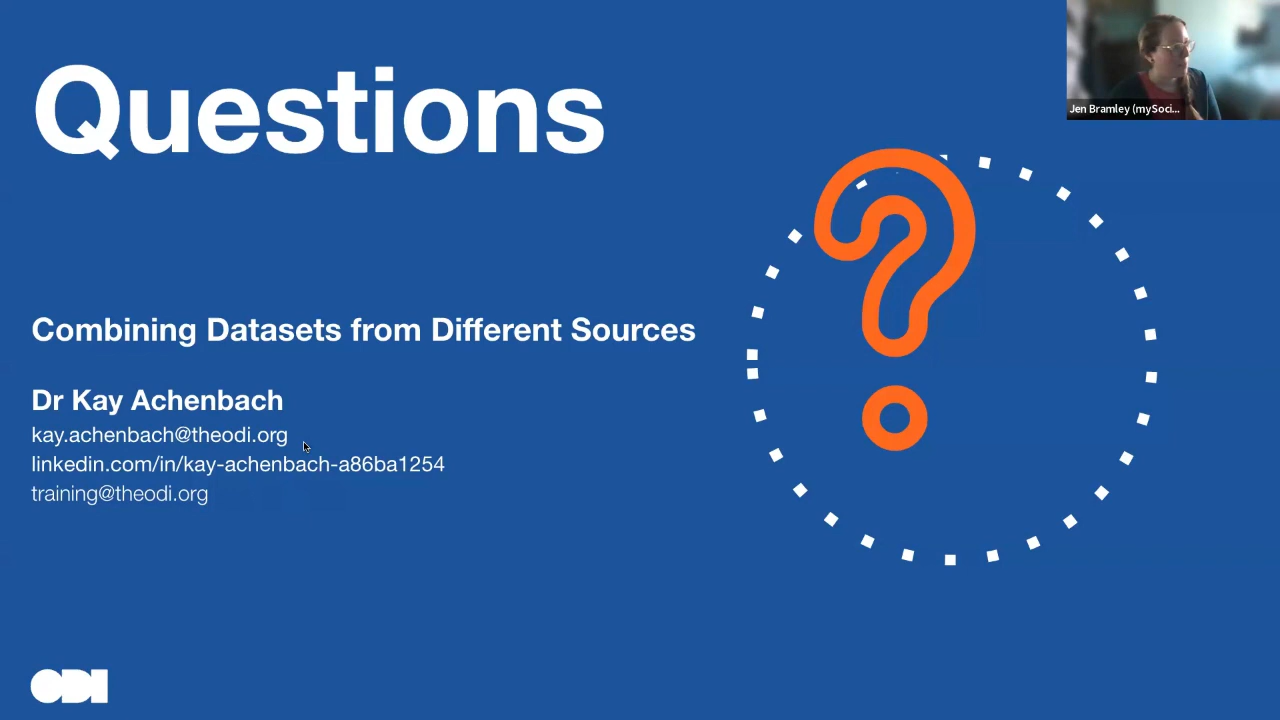 Questions
Jen Bramley (mySoci...
Combining Datasets from Different Sources
Dr Kay Achenbach
kay.achenbach@theodi.org
linkedin.com/in/kay-achenbach-a86ba1254
training@theodi.org
ODI